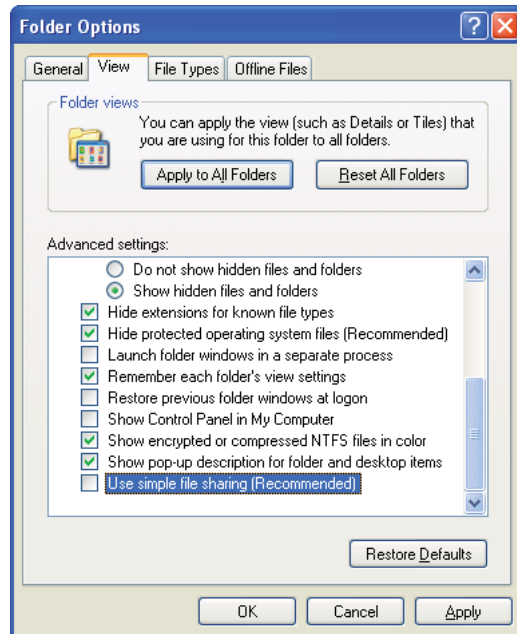 Folder Options
General View File Types Offline Files
Folder views
You can apply the view (such as Details or Tiles) that
you are using for this folder to all folders.
Apply to All Folders Reset All Folders
Advanced settings:
Do not show hidden files and folders
Show hidden files and folders
Hide extensions for known file types
Hide protected operating system files (Recommended)
Launch folder windows in a separate process
Remember each folder's view settings
Restore previous folder windows at logon
Show Control Panel in My Computer
Show encrypted or compressed NTFS files in color
Show pop-up description for folder and desktop items
Use simple file sharing (Recommended)
Restore Defaults
OK Cancel Apply